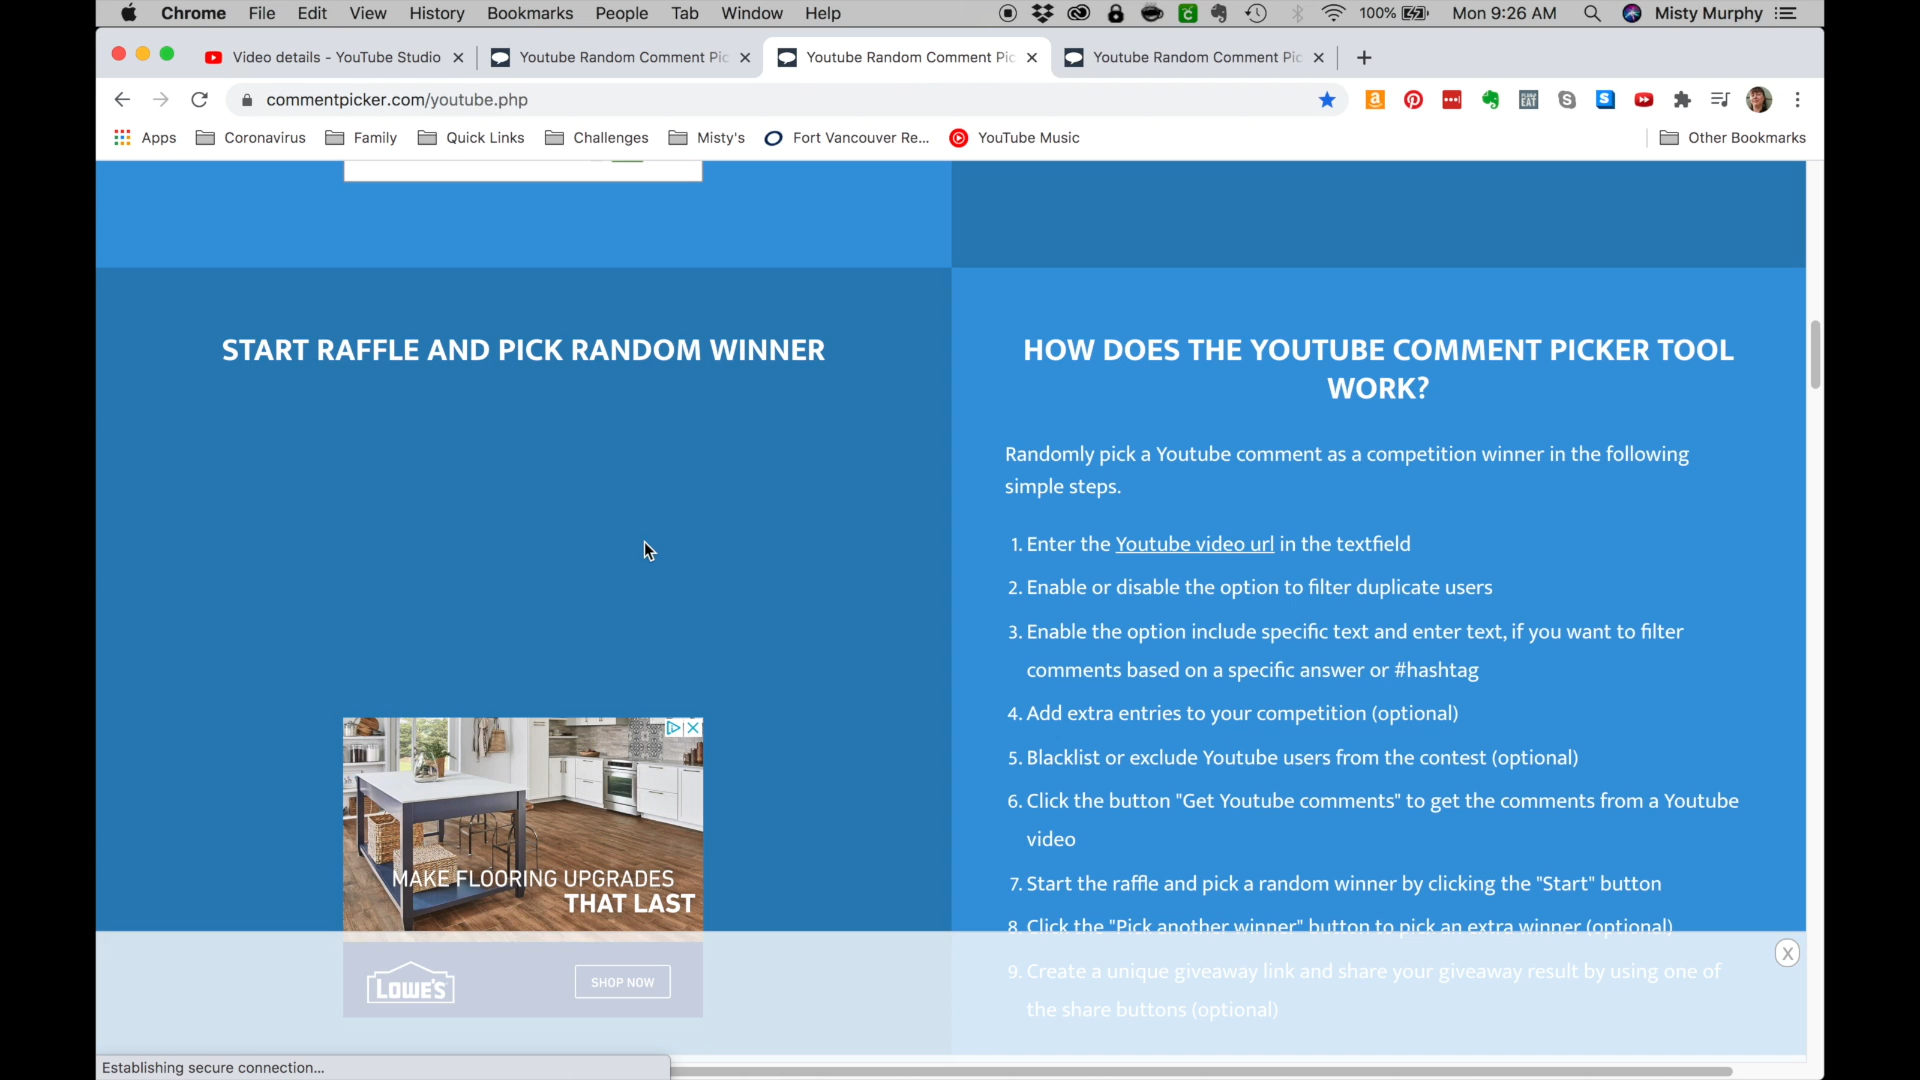 Chrome File Edit View History Bookmarks People Tab Window Help 100% Mon 9:26 AM Misty Murphy
Video details - YouTube Studio Youtube Random Comment Pic Youtube Random Comment Pic Youtube Random Comment Pic
commentpicker.com/youtube.php
Apps Coronavirus Family Quick Links Challenges Misty's Fort Vancouver Re... YouTube Music Other Bookmarks
START RAFFLE AND PICK RANDOM WINNER
MAKE FLOORING UPGRADES
THAT LAST
LOWE'S
SHOP NOW
HOW DOES THE YOUTUBE COMMENT PICKER TOOL
WORK?
Randomly pick a Youtube comment as a competition winner in the following
simple steps.
1. Enter the Youtube video url in the textfield
2. Enable or disable the option to filter duplicate users
3. Enable the option include specific text and enter text, if you want to filter
comments based on a specific answer or #hashtag
4. Add extra entries to your competition (optional)
5. Blacklist or exclude Youtube users from the contest (optional)
6. Click the button "Get Youtube comments" to get the comments from a Youtube
video
7. Start the raffle and pick a random winner by clicking the "Start" button
8. Click the "Pick another winner" button to pick an extra winner (optional)
9. Create a unique giveaway link and share your giveaway result by using one of
the share buttons (optional)
X
Establishing secure connection...